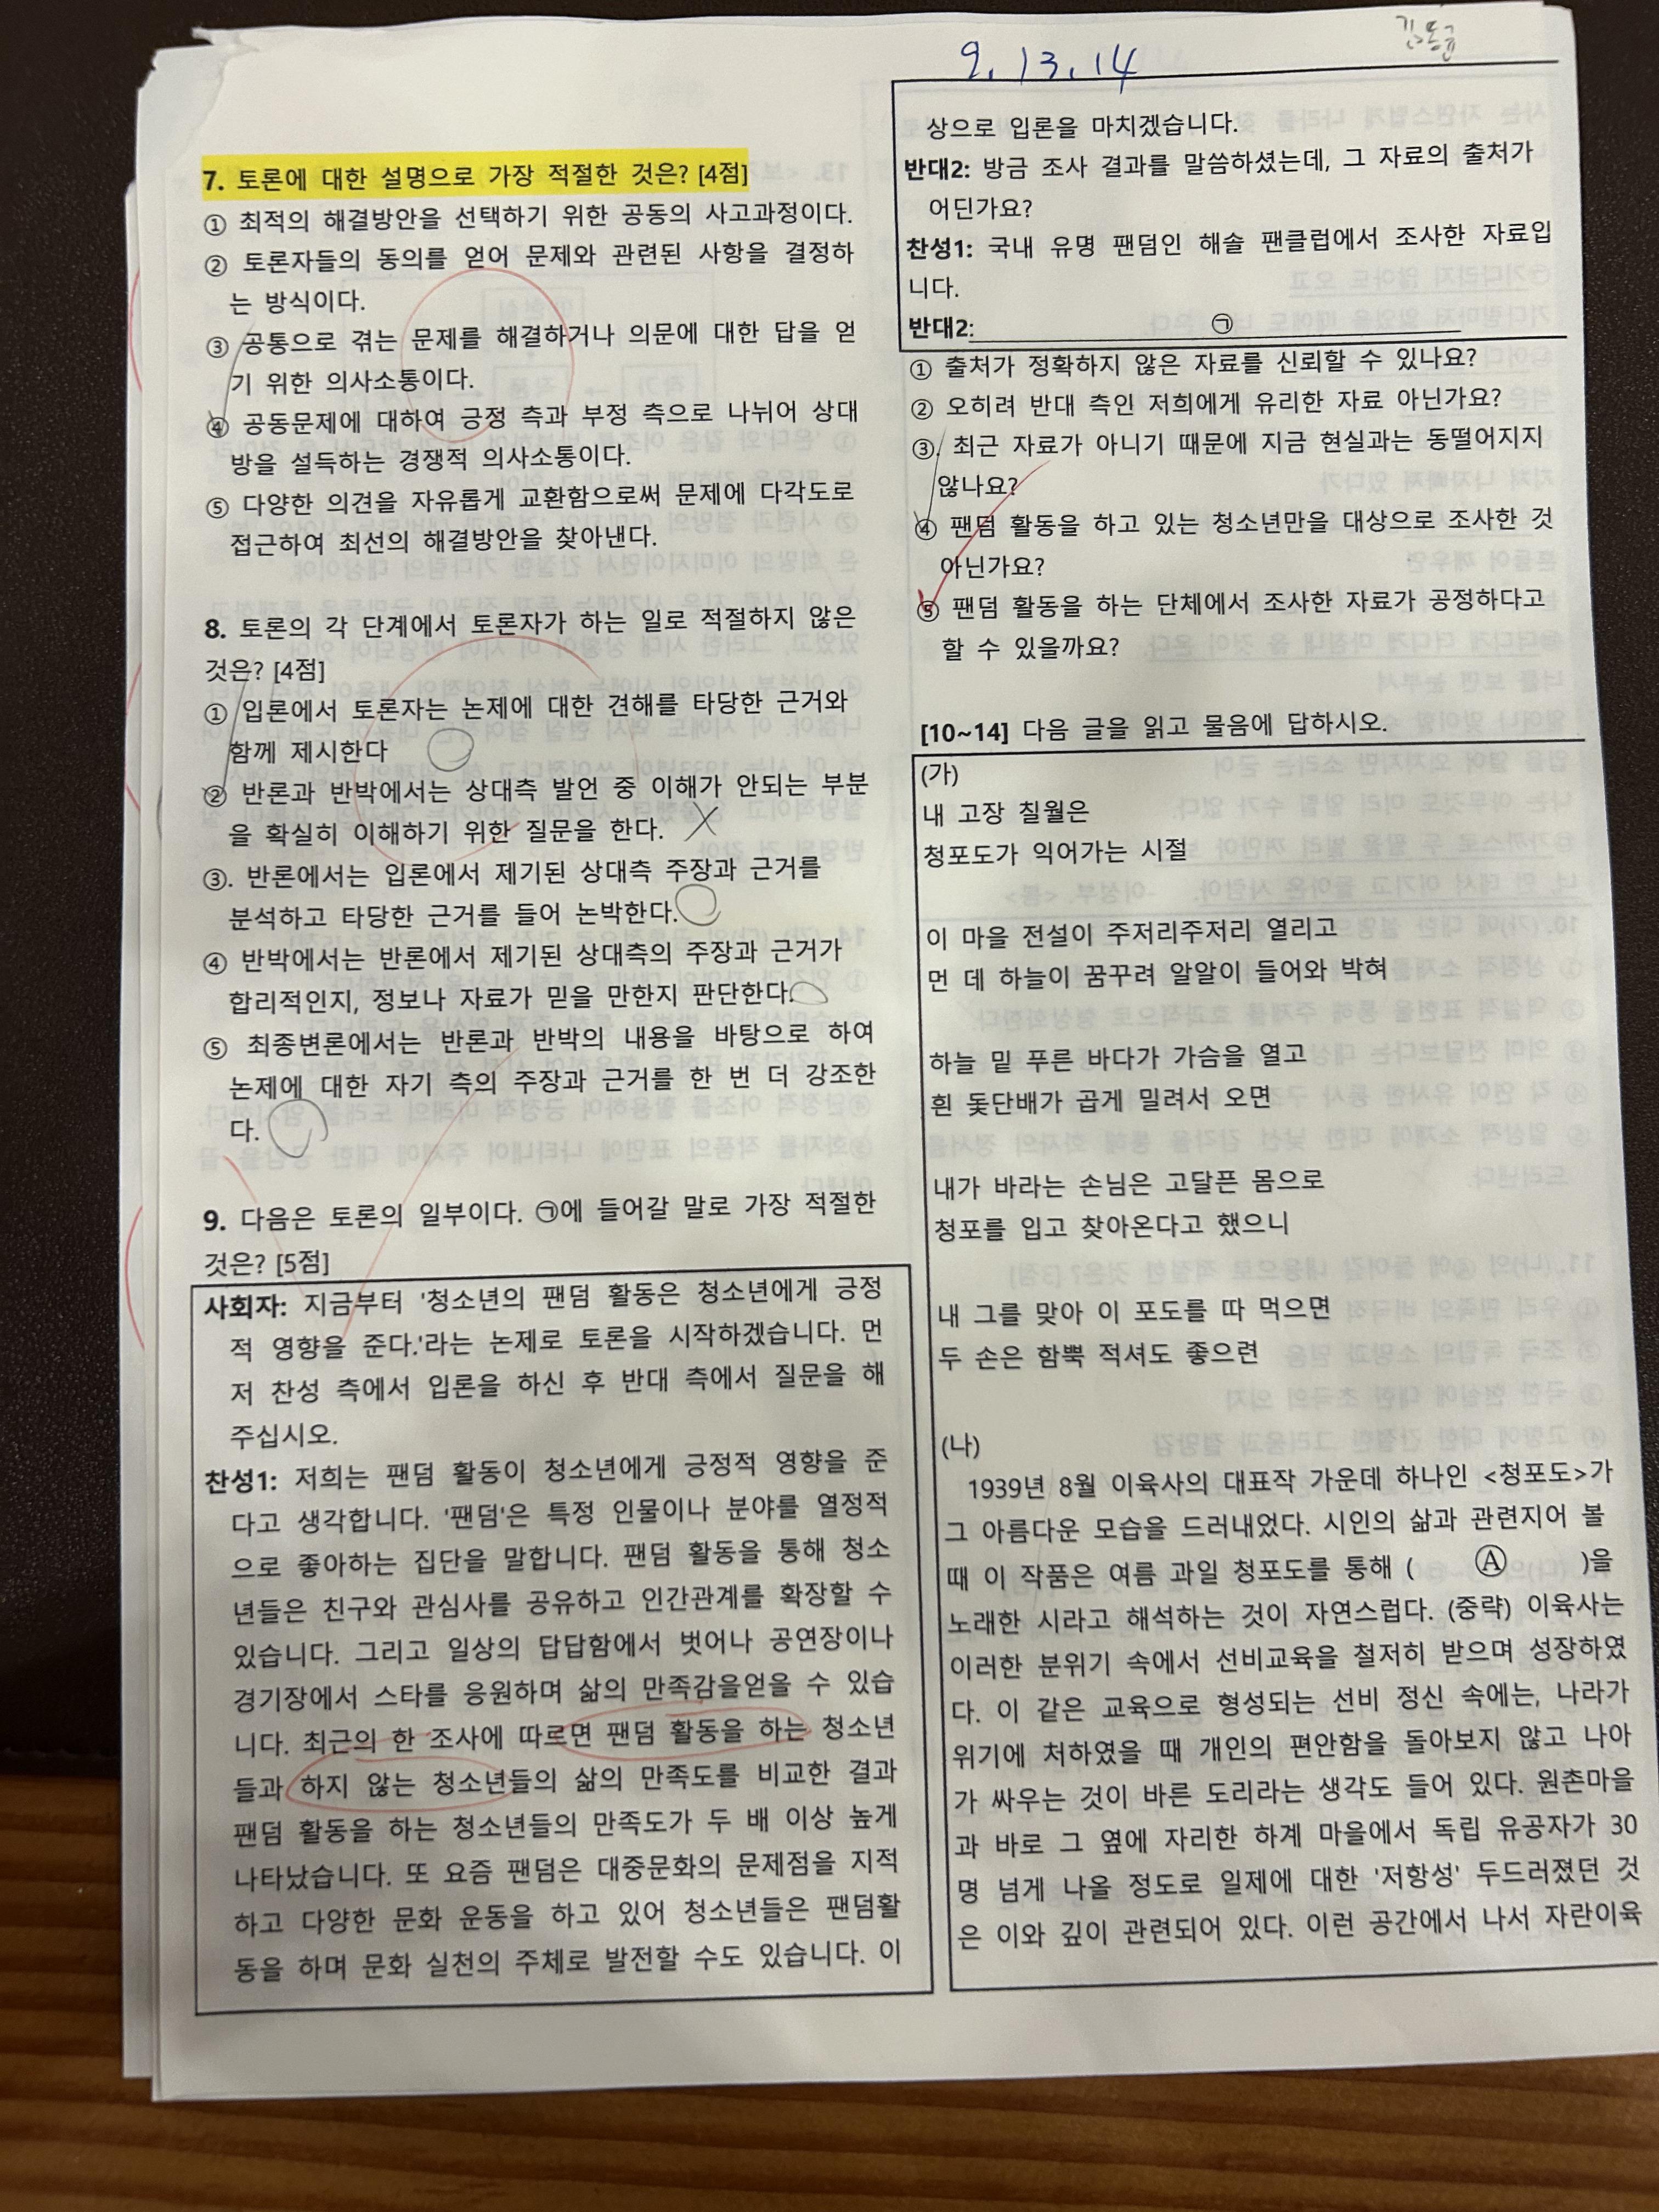 9. 13. 14
7. 토론에 대한 설명으로 가장 적절한 것은? [4점]
① 최적의 해결방안을 선택하기 위한 공동의 사고과정이다.
② 토론자들의 동의를 얻어 문제와 관련된 사항을 결정하
는 방식이다.
③ 공통으로 겪는 문제를 해결하거나 의문에 대한 답을 얻
기 위한 의사소통이다.
④ 공동문제에 대하여 긍정 측과 부정 측으로 나뉘어 상대
방을 설득하는 경쟁적 의사소통이다.
⑤ 다양한 의견을 자유롭게 교환함으로써 문제에 다각도로
접근하여 최선의 해결방안을 찾아낸다.
8. 토론의 각 단계에서 토론자가 하는 일로 적절하지 않은
것은? [4점]
① 입론에서 토론자는 논제에 대한 견해를 타당한 근거와
함께 제시한다
② 반론과 반박에서는 상대측 발언 중 이해가 안되는 부분
을 확실히 이해하기 위한 질문을 한다.
③. 반론에서는 입론에서 제기된 상대측 주장과 근거를
분석하고 타당한 근거를 들어 논박한다.
④ 반박에서는 반론에서 제기된 상대측의 주장과 근거가
합리적인지, 정보나 자료가 믿을 만한지 판단한다.
⑤ 최종변론에서는 반론과 반박의 내용을 바탕으로 하여
논제에 대한 자기 측의 주장과 근거를 한 번 더 강조한
다.
9. 다음은 토론의 일부이다. ㉠에 들어갈 말로 가장 적절한
것은? [5점]
사회자: 지금부터 '청소년의 팬덤 활동은 청소년에게 긍정
적 영향을 준다.'라는 논제로 토론을 시작하겠습니다. 먼
저 찬성 측에서 입론을 하신 후 반대 측에서 질문을 해
주십시오.
찬성1: 저희는 팬덤 활동이 청소년에게 긍정적 영향을 준
다고 생각합니다. '팬덤'은 특정 인물이나 분야를 열정적
으로 좋아하는 집단을 말합니다. 팬덤 활동을 통해 청소
년들은 친구와 관심사를 공유하고 인간관계를 확장할 수
있습니다. 그리고 일상의 답답함에서 벗어나 공연장이나
경기장에서 스타를 응원하며 삶의 만족감을얻을 수 있습
니다. 최근의 한 조사에 따르면 팬덤 활동을 하는 청소년
들과 하지 않는 청소년들의 삶의 만족도를 비교한 결과
팬덤 활동을 하는 청소년들의 만족도가 두 배 이상 높게
나타났습니다. 또 요즘 팬덤은 대중문화의 문제점을 지적
하고 다양한 문화 운동을 하고 있어 청소년들은 팬덤활
동을 하며 문화 실천의 주체로 발전할 수도 있습니다. 이
상으로 입론을 마치겠습니다.
반대2: 방금 조사 결과를 말씀하셨는데, 그 자료의 출처가
어딘가요?
찬성1: 국내 유명 팬덤인 해솔 팬클럽에서 조사한 자료입
니다.
반대2: ㉠
① 출처가 정확하지 않은 자료를 신뢰할 수 있나요?
② 오히려 반대 측인 저희에게 유리한 자료 아닌가요?
③. 최근 자료가 아니기 때문에 지금 현실과는 동떨어지지
않나요?
④ 팬덤 활동을 하고 있는 청소년만을 대상으로 조사한 것
아닌가요?
⑤ 팬덤 활동을 하는 단체에서 조사한 자료가 공정하다고
할 수 있을까요?
[10~14] 다음 글을 읽고 물음에 답하시오.
(가)
내 고장 칠월은
청포도가 익어가는 시절
이 마을 전설이 주저리주저리 열리고
먼 데 하늘이 꿈꾸려 알알이 들어와 박혀
하늘 밑 푸른 바다가 가슴을 열고
흰 돛단배가 곱게 밀려서 오면
내가 바라는 손님은 고달픈 몸으로
청포를 입고 찾아온다고 했으니
내 그를 맞아 이 포도를 따 먹으면
두 손은 함뿍 적셔도 좋으련
(나)
1939년 8월 이육사의 대표작 가운데 하나인 <청포도>가
그 아름다운 모습을 드러내었다. 시인의 삶과 관련지어 볼
때 이 작품은 여름 과일 청포도를 통해 ( Ⓐ )을
노래한 시라고 해석하는 것이 자연스럽다. (중략) 이육사는
이러한 분위기 속에서 선비교육을 철저히 받으며 성장하였
다. 이 같은 교육으로 형성되는 선비 정신 속에는, 나라가
위기에 처하였을 때 개인의 편안함을 돌아보지 않고 나아
가 싸우는 것이 바른 도리라는 생각도 들어 있다. 원촌마을
과 바로 그 옆에 자리한 하계 마을에서 독립 유공자가 30
명 넘게 나올 정도로 일제에 대한 '저항성' 두드러졌던 것
은 이와 깊이 관련되어 있다. 이런 공간에서 나서 자란이육